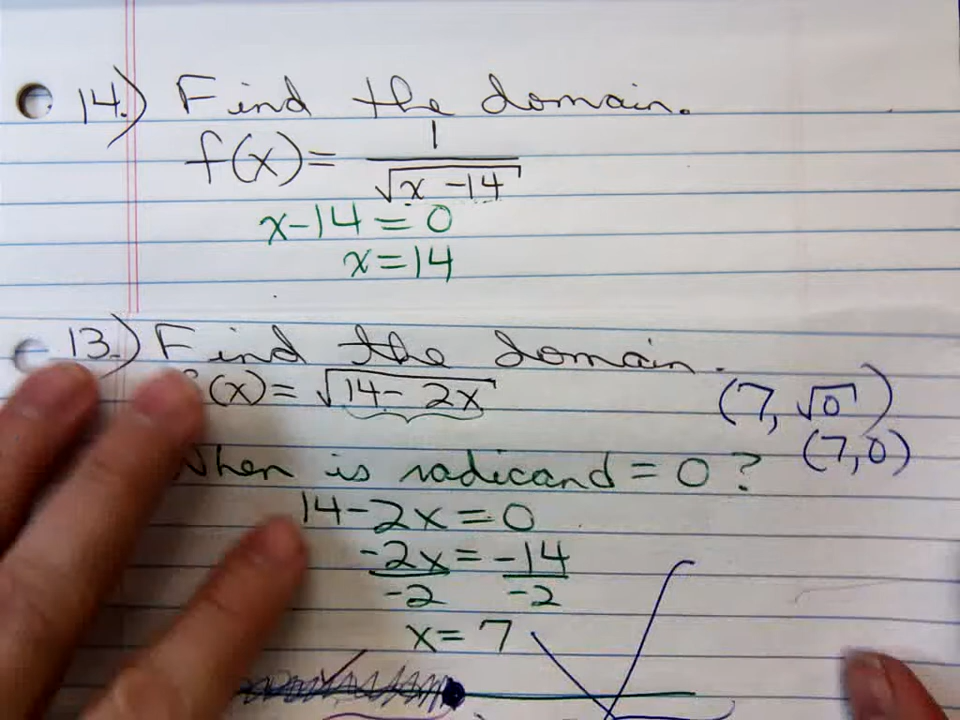 14.) Find the domain.
f(x) = 1/√(x-14)
x-14 = 0
x = 14
13.) Find the domain.
(x) = √(14-2x)
(7, √0)
(7,0)
When is radicand = 0?
14-2x = 0
-2x = -14
-2 -2
x = 7